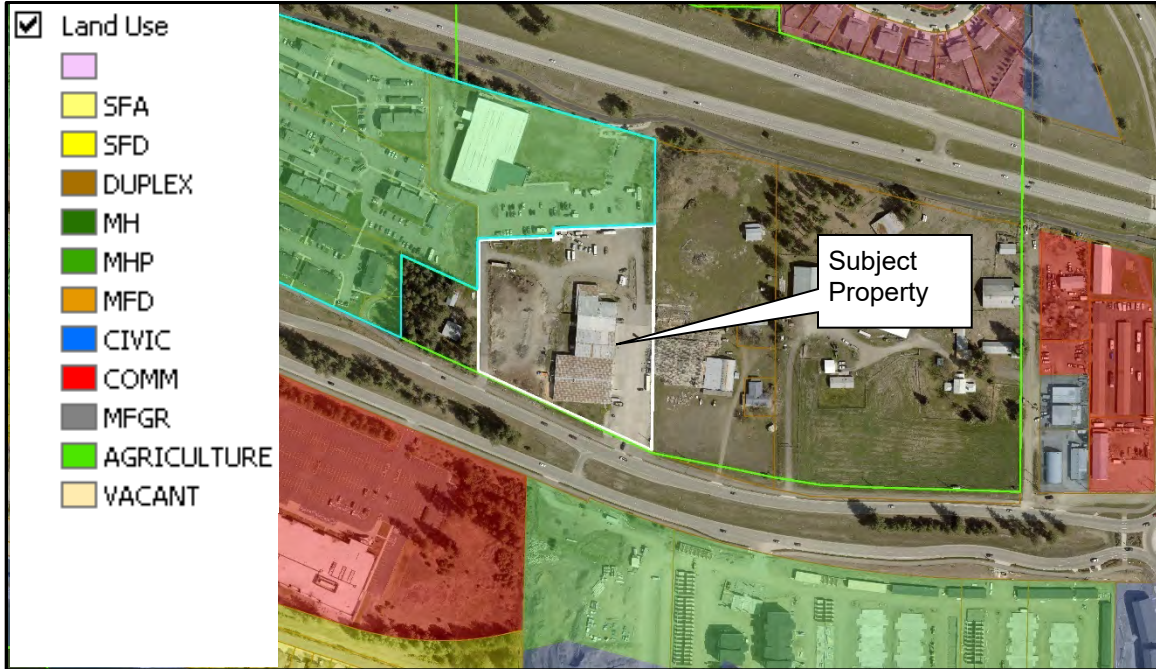 Land Use
SFA
SFD
DUPLEX
MH
MHP
MFD
CIVIC
COMM
MFGR
AGRICULTURE
VACANT
Subject
Property